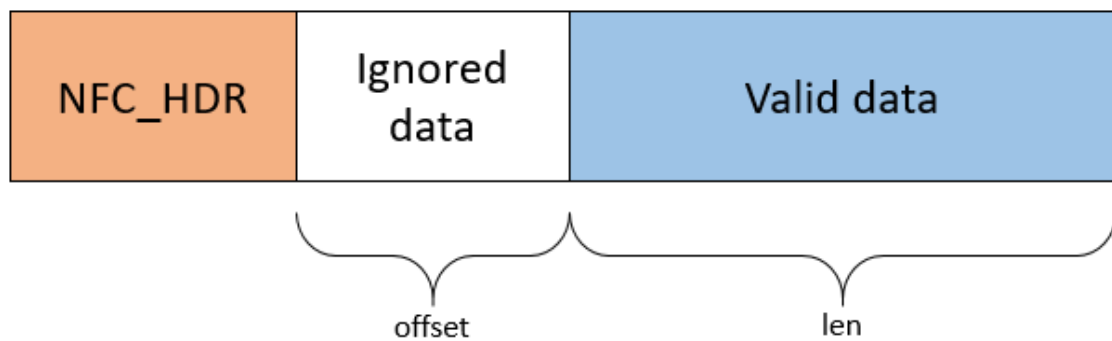 NFC_HDR
Ignored
data
Valid data
offset
len